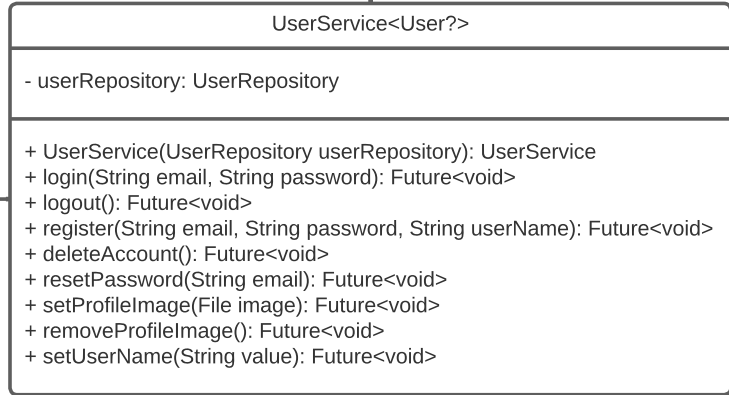 UserService<User?>
- userRepository: UserRepository
+ UserService(UserRepository userRepository): UserService
+ login(String email, String password): Future<void>
+ logout(): Future<void>
+ register(String email, String password, String userName): Future<void>
+ deleteAccount(): Future<void>
+ resetPassword(String email): Future<void>
+ setProfileImage(File image): Future<void>
+ removeProfileImage(): Future<void>
+ setUserName(String value): Future<void>